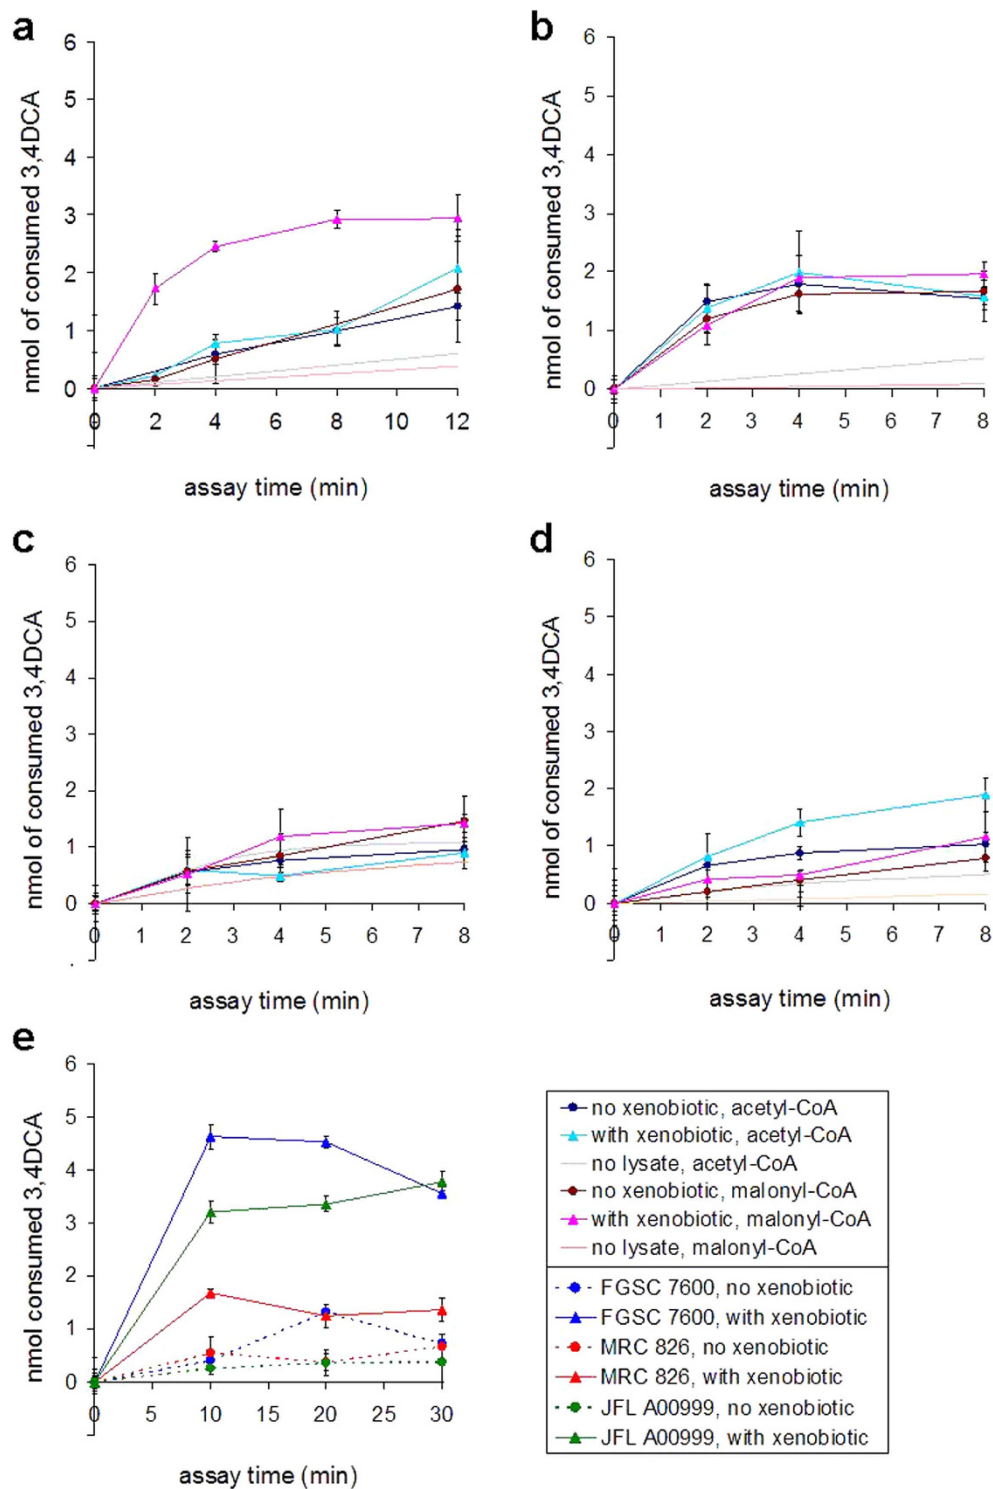 a
nmol of consumed 3,4DCA
6
5
4
3
2
1
0
0 2 4 6 8 10 12
assay time (min)
b
nmol of consumed 3,4DCA
6
5
4
3
2
1
0
0 1 2 3 4 5 6 7 8
assay time (min)
c
nmol of consumed 3,4DCA
6
5
4
3
2
1
0
0 1 2 3 4 5 6 7 8
assay time (min)
d
nmol of consumed 3,4DCA
6
5
4
3
2
1
0
0 1 2 3 4 5 6 7 8
assay time (min)
e
nmol consumed 3,4DCA
6
5
4
3
2
1
0
0 5 10 15 20 25 30
assay time (min)
no xenobiotic, acetyl-CoA
with xenobiotic, acetyl-CoA
no lysate, acetyl-CoA
no xenobiotic, malonyl-CoA
with xenobiotic, malonyl-CoA
no lysate, malonyl-CoA
FGSC 7600, no xenobiotic
FGSC 7600, with xenobiotic
MRC 826, no xenobiotic
MRC 826, with xenobiotic
JFL A00999, no xenobiotic
JFL A00999, with xenobiotic